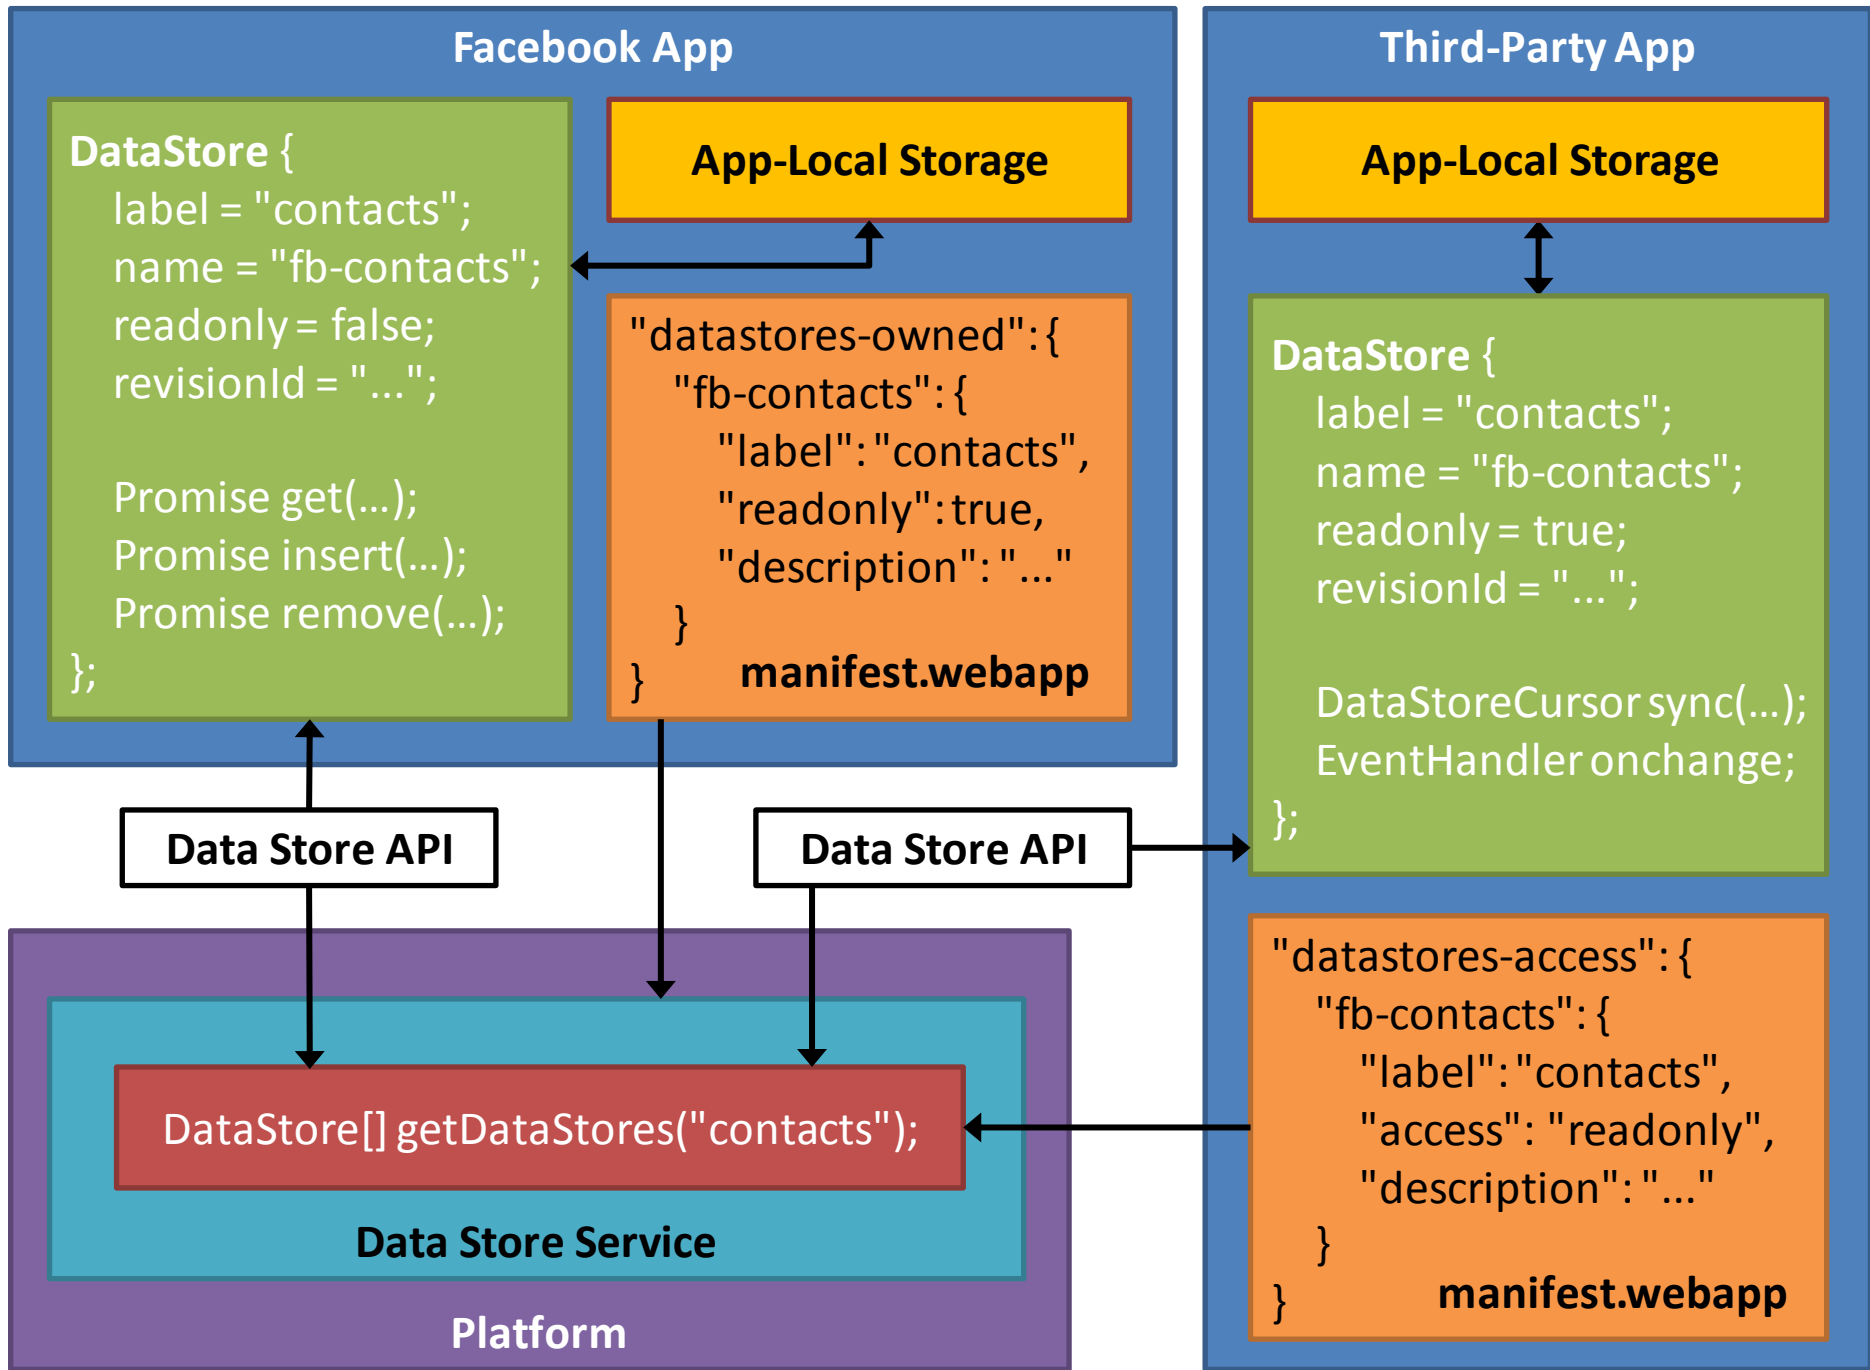 Facebook App
DataStore {
label = "contacts";
name = "fb-contacts";
readonly = false;
revisionId = "...";
Promise get(...);
Promise insert(...);
Promise remove(...);
};
App-Local Storage
"datastores-owned": {
"fb-contacts": {
"label": "contacts",
"readonly": true,
"description": "..."
}
}
manifest.webapp
Third-Party App
App-Local Storage
DataStore {
label = "contacts";
name = "fb-contacts";
readonly = true;
revisionId = "...";
DataStoreCursor sync(...);
EventHandler onchange;
};
"datastores-access": {
"fb-contacts": {
"label": "contacts",
"access": "readonly",
"description": "..."
}
}
manifest.webapp
Data Store API
Data Store API
DataStore[] getDataStores("contacts");
Data Store Service
Platform